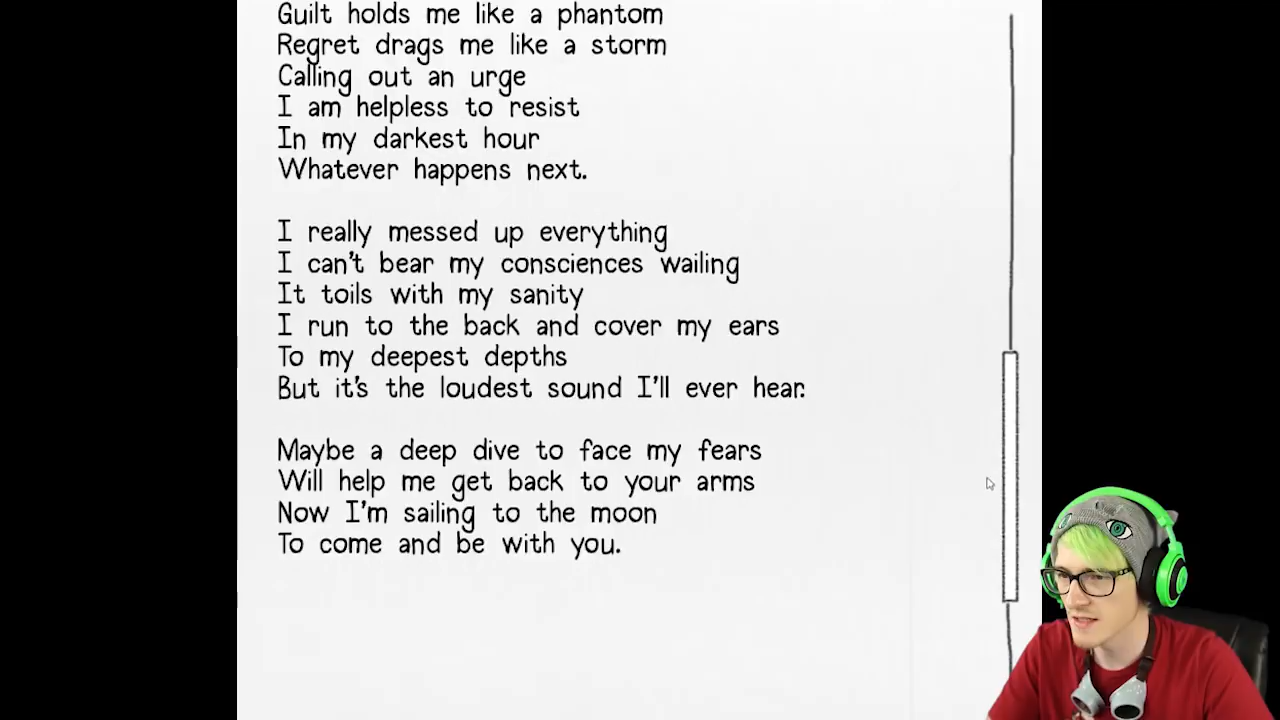 Guilt holds me like a phantom
Regret drags me like a storm
Calling out an urge
I am helpless to resist
In my darkest hour
Whatever happens next.
I really messed up everything
I can't bear my consciences wailing
It toils with my sanity
I run to the back and cover my ears
To my deepest depths
But it's the loudest sound I'll ever hear.
Maybe a deep dive to face my fears
Will help me get back to your arms
Now I'm sailing to the moon
To come and be with you.